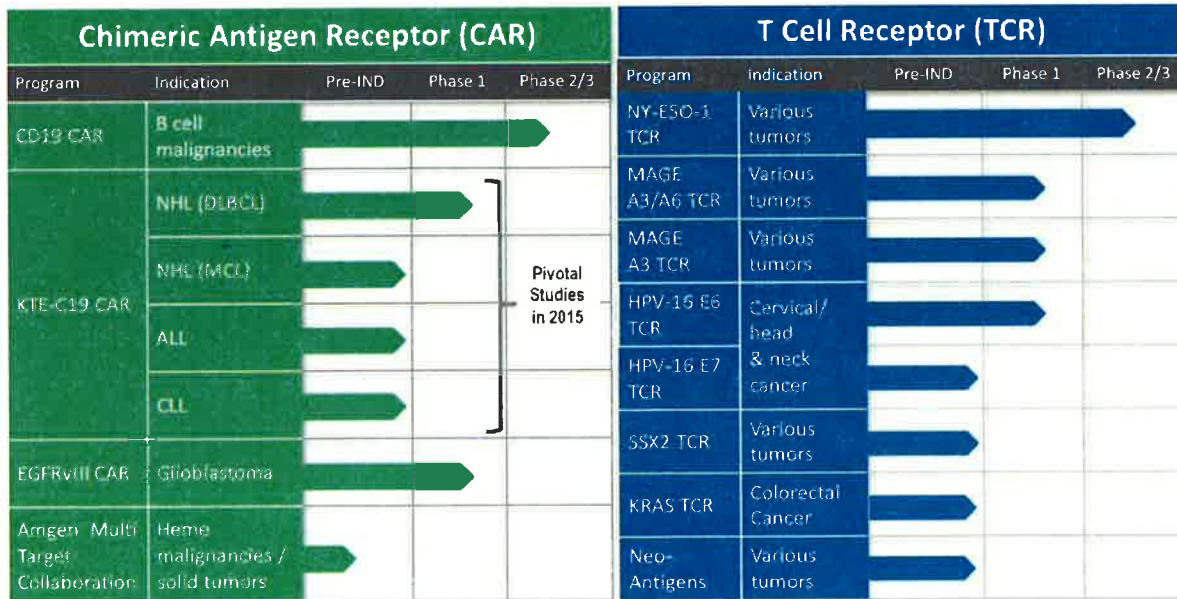 Chimeric Antigen Receptor (CAR)
Program Indication Pre-IND Phase 1 Phase 2/3
CD19 CAR
B cell
malignancies
KTE-C19 CAR
NHL (DLBCL)
NHL (MCL)
ALL
CLL
Pivotal
Studies
in 2015
EGFRvIII CAR
Glioblastoma
Amgen Multi
Target
Collaboration
Heme
malignancies /
solid tumors
T Cell Receptor (TCR)
Program Indication Pre-IND Phase 1 Phase 2/3
NY-ESO-1
TCR
Various
tumors
MAGE
A3/A6 TCR
Various
tumors
MAGE
A3 TCR
Various
tumors
HPV-16 E6
TCR
HPV-16 E7
TCR
Cervical/
head
& neck
cancer
SSX2 TCR
Various
tumors
KRAS TCR
Colorectal
Cancer
Neo-
Antigens
Various
tumors